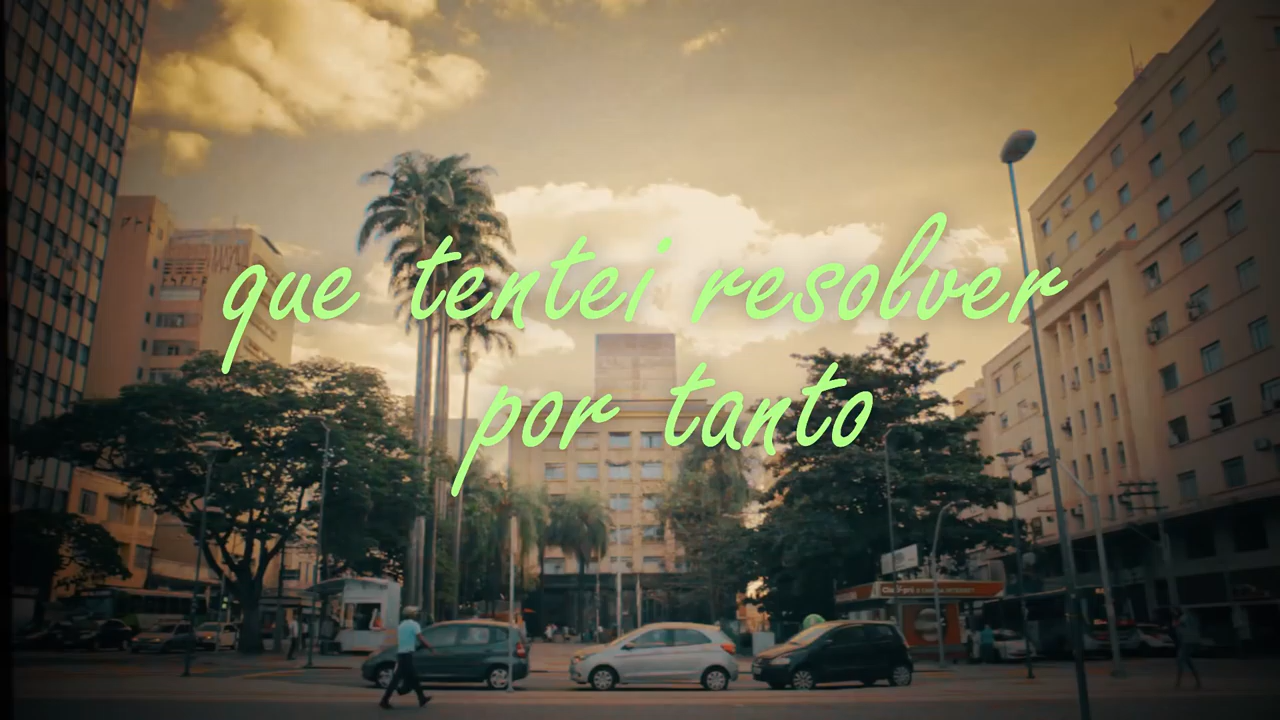 que tentei resolver
por tanto